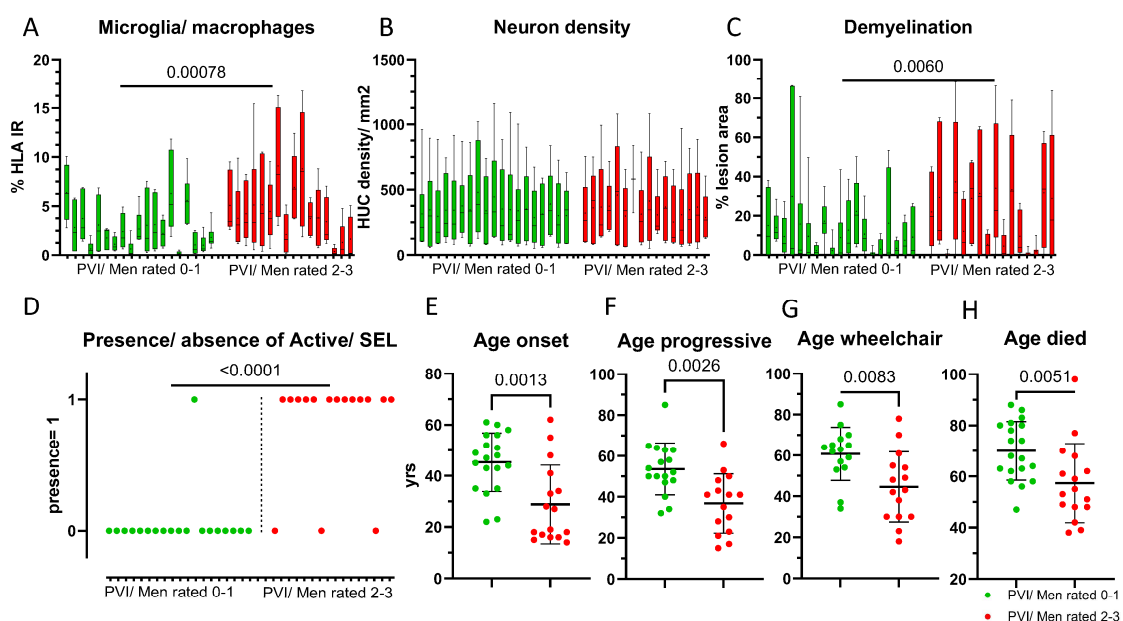 A
Microglia/ macrophages
% HLA IR
20
15
10
5
0
0.00078
PVI/ Men rated 0-1
PVI/ Men rated 2-3
B
Neuron density
HUC density/ mm2
1500
1000
500
0
PVI/ Men rated 0-1
PVI/ Men rated 2-3
C
Demyelination
% lesion area
100
80
60
40
20
0
0.0060
PVI/ Men rated 0-1
PVI/ Men rated 2-3
D
Presence/ absence of Active/ SEL
presence= 1
1
0
<0.0001
PVI/ Men rated 0-1
PVI/ Men rated 2-3
E
Age onset
yrs
80
60
40
20
0
0.0013
F
Age progressive
100
80
60
40
20
0
0.0026
G
Age wheelchair
100
80
60
40
20
0
0.0083
H
Age died
100
80
60
40
20
0.0051
PVI/ Men rated 0-1
PVI/ Men rated 2-3